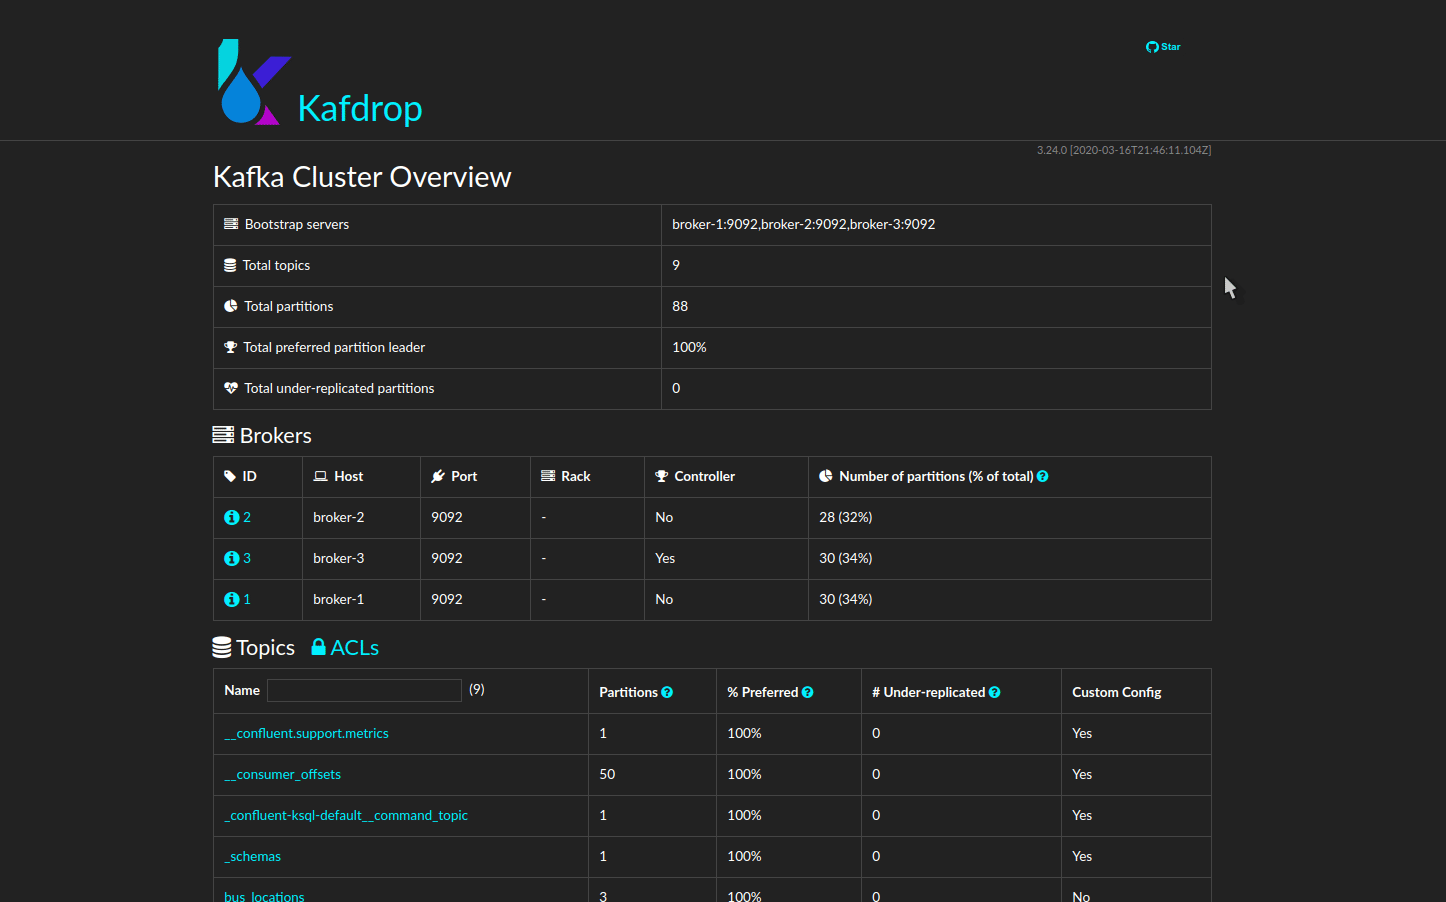 Star
Kafdrop
3.24.0 [2020-03-16T21:46:11.104Z]
Kafka Cluster Overview
Bootstrap servers broker-1:9092,broker-2:9092,broker-3:9092
Total topics 9
Total partitions 88
Total preferred partition leader 100%
Total under-replicated partitions 0
Brokers
ID Host Port Rack Controller Number of partitions (% of total)
2 broker-2 9092 - No 28 (32%)
3 broker-3 9092 - Yes 30 (34%)
1 broker-1 9092 - No 30 (34%)
Topics ACLs
Name (9) Partitions % Preferred # Under-replicated Custom Config
__confluent.support.metrics 1 100% 0 Yes
__consumer_offsets 50 100% 0 Yes
_confluent-ksql-default__command_topic 1 100% 0 Yes
_schemas 1 100% 0 Yes
bus_locations 3 100% 0 No